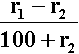 r₁ − r₂
100 + r₂